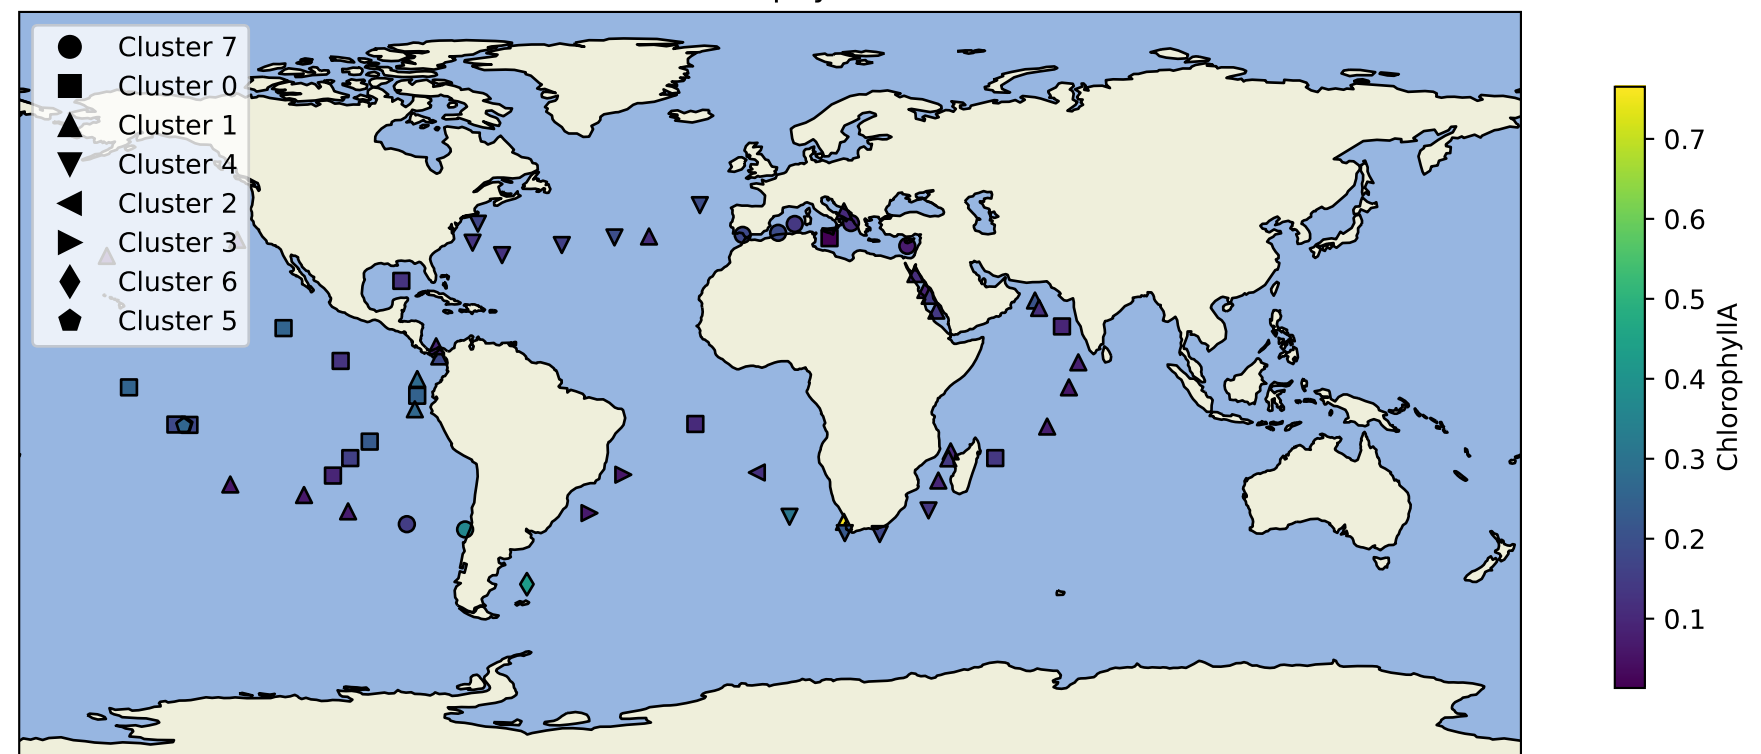 Cluster 7
Cluster 0
Cluster 1
Cluster 4
Cluster 2
Cluster 3
Cluster 6
Cluster 5
0.7
0.6
0.5
0.4
0.3
0.2
0.1
ChlorophyllA